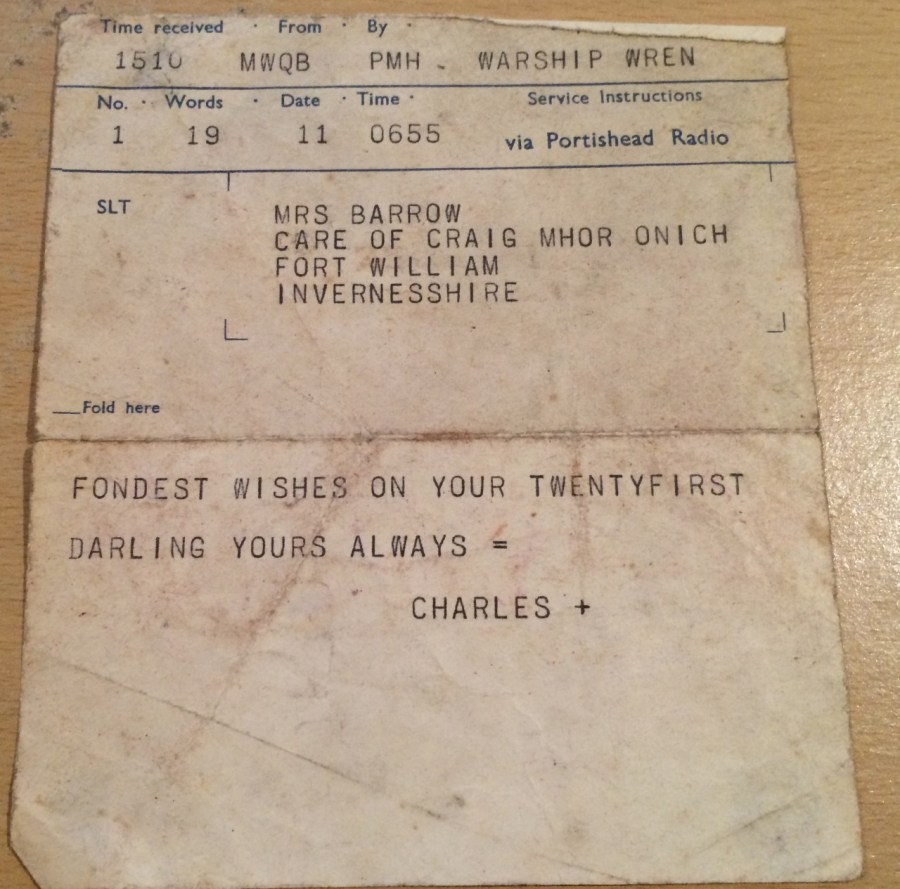 Time received · From · By ·
1510 MWQB PMH - WARSHIP WREN
No. · Words · Date · Time · Service Instructions
1 19 11 0655 via Portishead Radio
SLT
MRS BARROW
CARE OF CRAIG MHOR ONICH
FORT WILLIAM
INVERNESSHIRE
Fold here
FONDEST WISHES ON YOUR TWENTYFIRST
DARLING YOURS ALWAYS =
CHARLES +